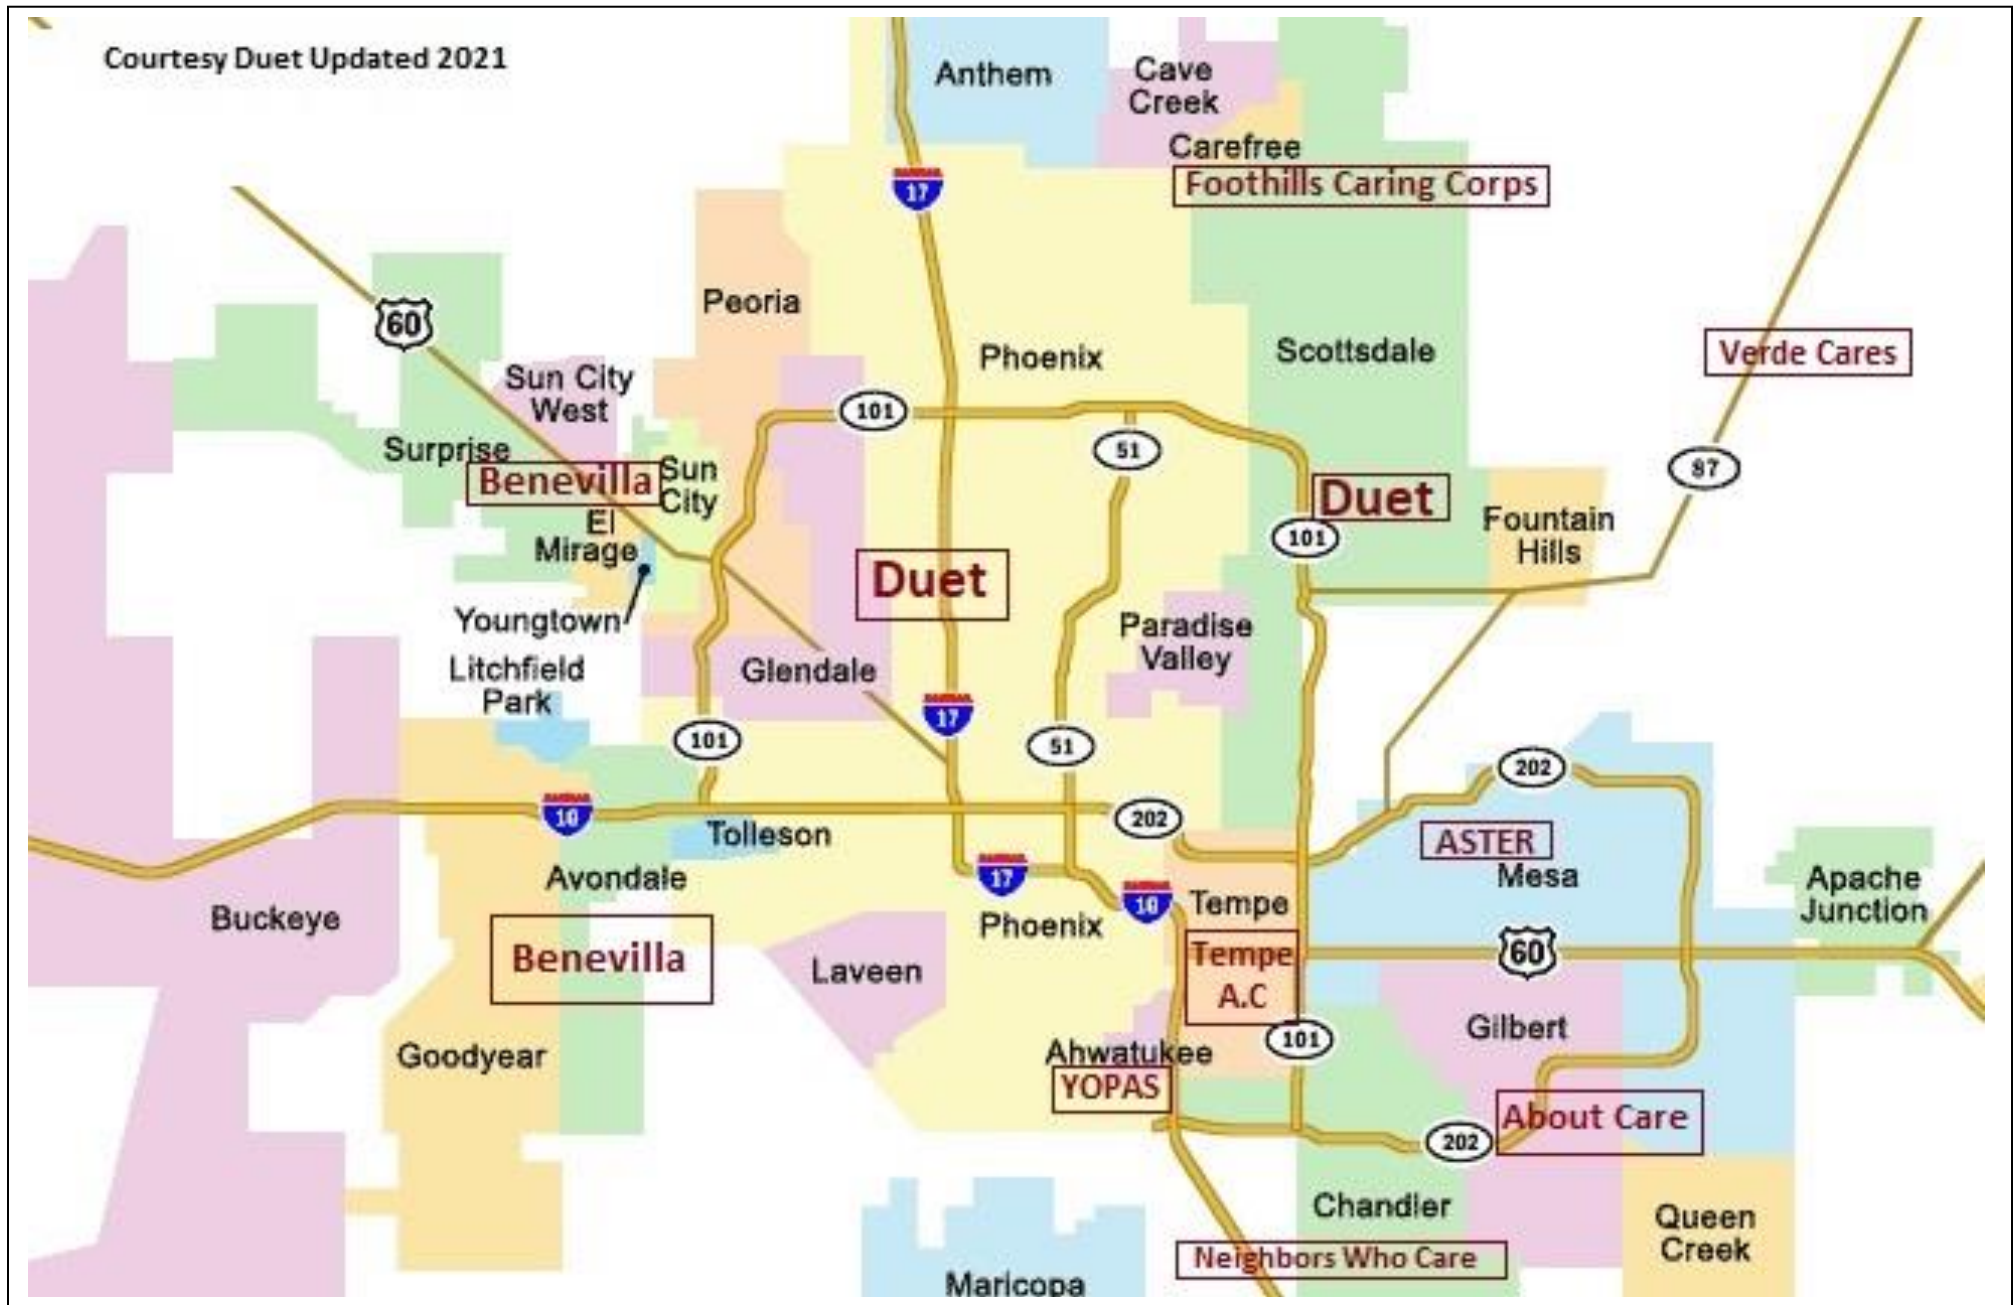 Courtesy Duet Updated 2021
Anthem
Cave
Creek
Carefree
Foothills Caring Corps
17
60
Peoria
Phoenix
Scottsdale
Verde Cares
Sun City
West
101
51
87
Surprise
Benevilla
Sun
City
Duet
101
Fountain
Hills
El
Mirage
Duet
Youngtown
Paradise
Valley
Litchfield
Park
Glendale
17
101
51
202
10
202
Tolleson
ASTER
Mesa
Avondale
17
10
Tempe
Apache
Junction
Buckeye
Phoenix
Benevilla
Tempe
A.C
60
Laveen
Gilbert
101
Goodyear
Ahwatukee
YOPAS
About Care
202
Chandler
Queen
Creek
Neighbors Who Care
Maricopa